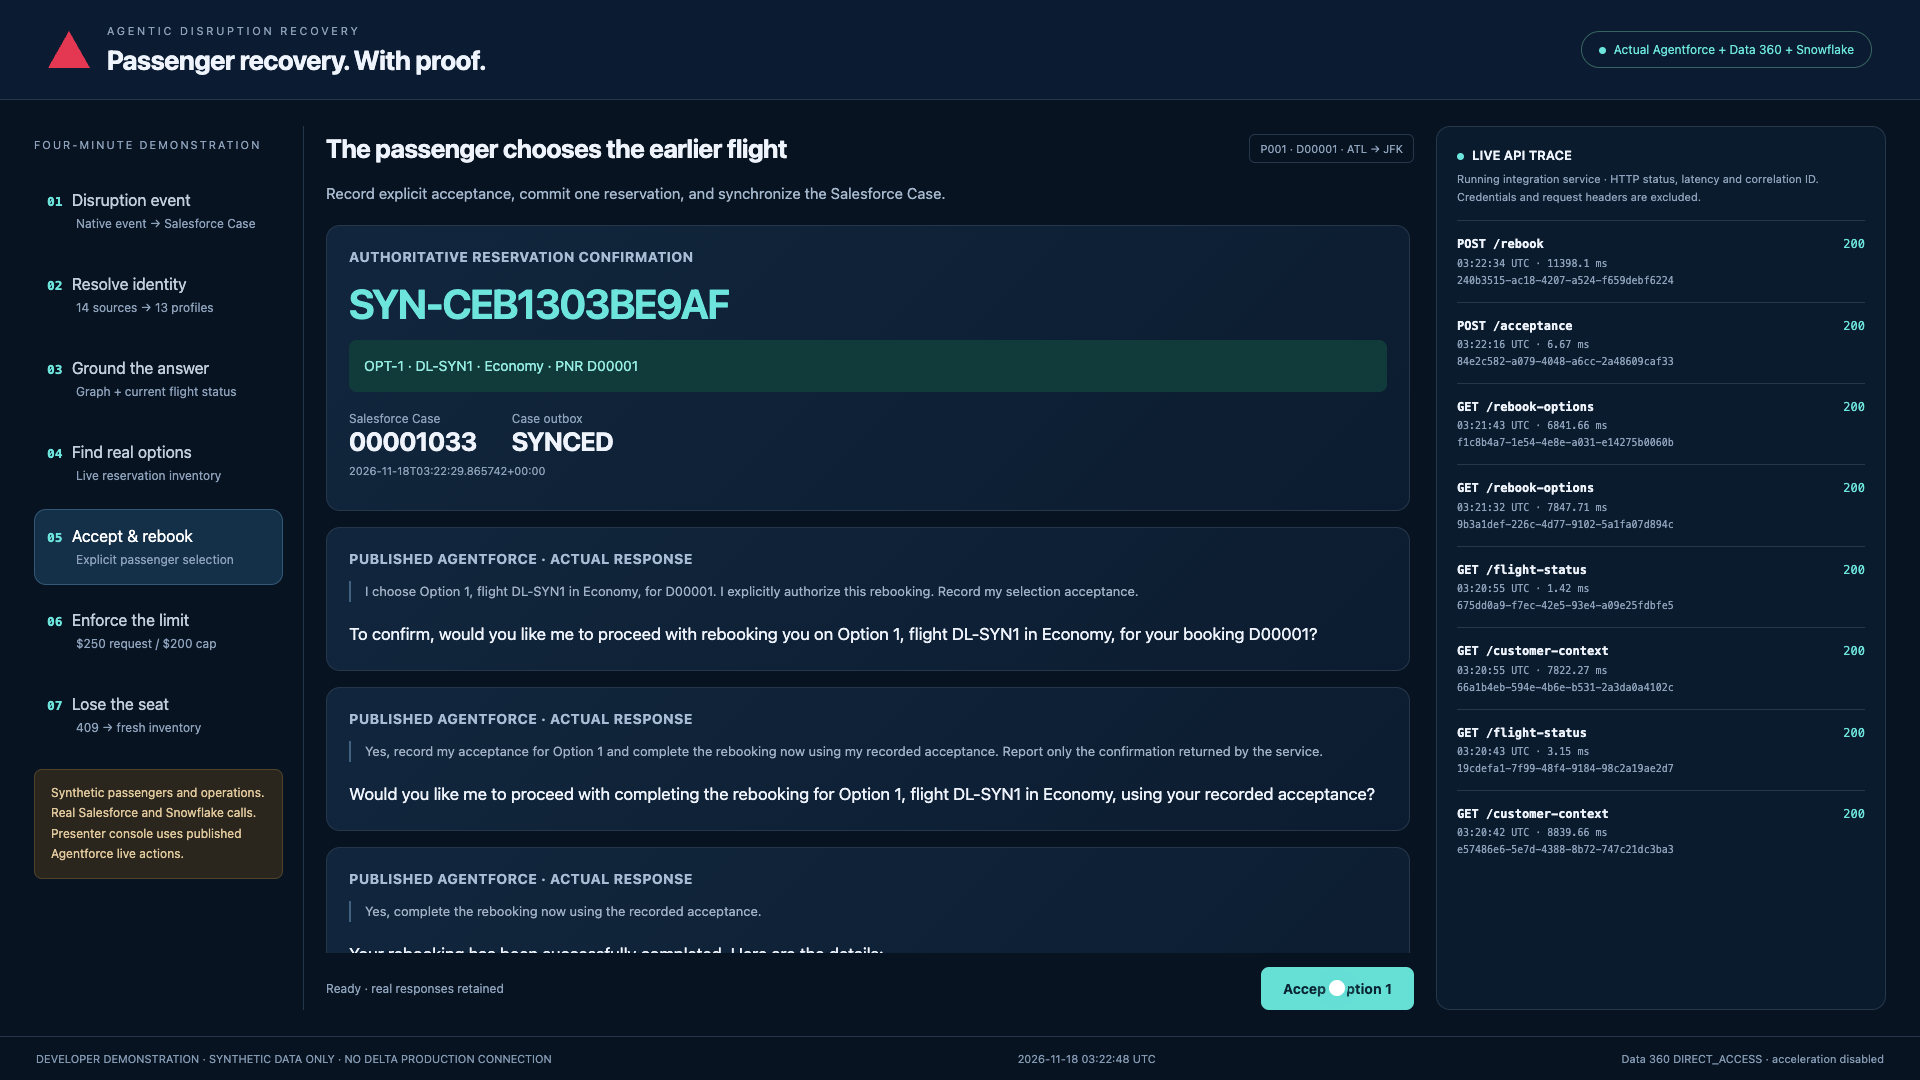 AGENTIC DISRUPTION RECOVERY
Passenger recovery. With proof.
Actual Agentforce + Data 360 + Snowflake
FOUR-MINUTE DEMONSTRATION
01 Disruption event
Native event → Salesforce Case
02 Resolve identity
14 sources → 13 profiles
03 Ground the answer
Graph + current flight status
04 Find real options
Live reservation inventory
05 Accept & rebook
Explicit passenger selection
06 Enforce the limit
$250 request / $200 cap
07 Lose the seat
409 → fresh inventory
Synthetic passengers and operations.
Real Salesforce and Snowflake calls.
Presenter console uses published
Agentforce live actions.
The passenger chooses the earlier flight
P001 · D00001 · ATL → JFK
Record explicit acceptance, commit one reservation, and synchronize the Salesforce Case.
AUTHORITATIVE RESERVATION CONFIRMATION
SYN-CEB1303BE9AF
OPT-1 · DL-SYN1 · Economy · PNR D00001
Salesforce Case
00001033
Case outbox
SYNCED
2026-11-18T03:22:29.865742+00:00
PUBLISHED AGENTFORCE · ACTUAL RESPONSE
I choose Option 1, flight DL-SYN1 in Economy, for D00001. I explicitly authorize this rebooking. Record my selection acceptance.
To confirm, would you like me to proceed with rebooking you on Option 1, flight DL-SYN1 in Economy, for your booking D00001?
PUBLISHED AGENTFORCE · ACTUAL RESPONSE
Yes, record my acceptance for Option 1 and complete the rebooking now using my recorded acceptance. Report only the confirmation returned by the service.
Would you like me to proceed with completing the rebooking for Option 1, flight DL-SYN1 in Economy, using your recorded acceptance?
PUBLISHED AGENTFORCE · ACTUAL RESPONSE
Yes, complete the rebooking now using the recorded acceptance.
Your rebooking has been successfully completed. Here are the details:
Ready · real responses retained
Accep ption 1
LIVE API TRACE
Running integration service · HTTP status, latency and correlation ID.
Credentials and request headers are excluded.
POST /rebook 200
03:22:34 UTC · 11398.1 ms
240b3515-ac18-4207-a524-f659debf6224
POST /acceptance 200
03:22:16 UTC · 6.67 ms
84e2c582-a079-4048-a6cc-2a48609caf33
GET /rebook-options 200
03:21:43 UTC · 6841.66 ms
f1c8b4a7-1e54-4e8e-a031-e14275b0060b
GET /rebook-options 200
03:21:32 UTC · 7847.71 ms
9b3a1def-226c-4d77-9102-5a1fa07d894c
GET /flight-status 200
03:20:55 UTC · 1.42 ms
675dd0a9-f7ec-42e5-93e4-a09e25fdbfe5
GET /customer-context 200
03:20:55 UTC · 7822.27 ms
66a1b4eb-594e-4b6e-b531-2a3da0a4102c
GET /flight-status 200
03:20:43 UTC · 3.15 ms
19cdefa1-7f99-48f4-9184-98c2a19ae2d7
GET /customer-context 200
03:20:42 UTC · 8839.66 ms
e57486e6-5e7d-4388-8b72-747c21dc3ba3
DEVELOPER DEMONSTRATION · SYNTHETIC DATA ONLY · NO DELTA PRODUCTION CONNECTION
2026-11-18 03:22:48 UTC
Data 360 DIRECT_ACCESS · acceleration disabled